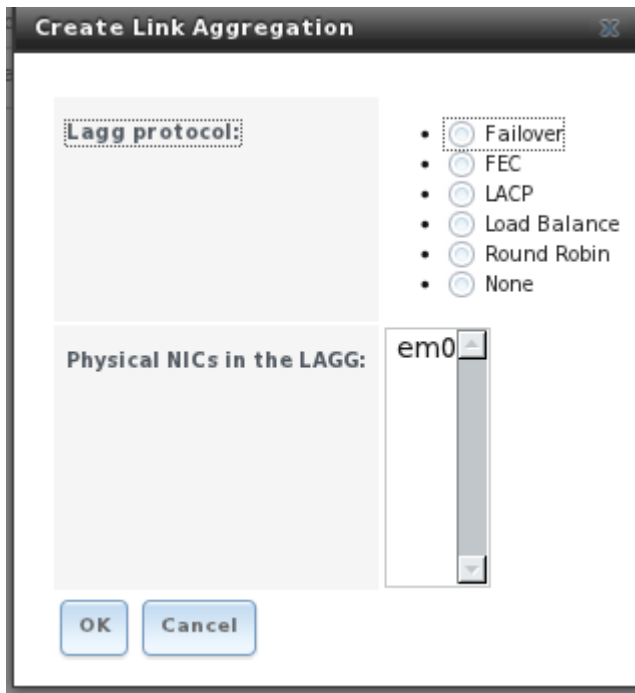 Create Link Aggregation
Lagg protocol:
Failover
FEC
LACP
Load Balance
Round Robin
None
Physical NICs in the LAGG:
em0
OK
Cancel